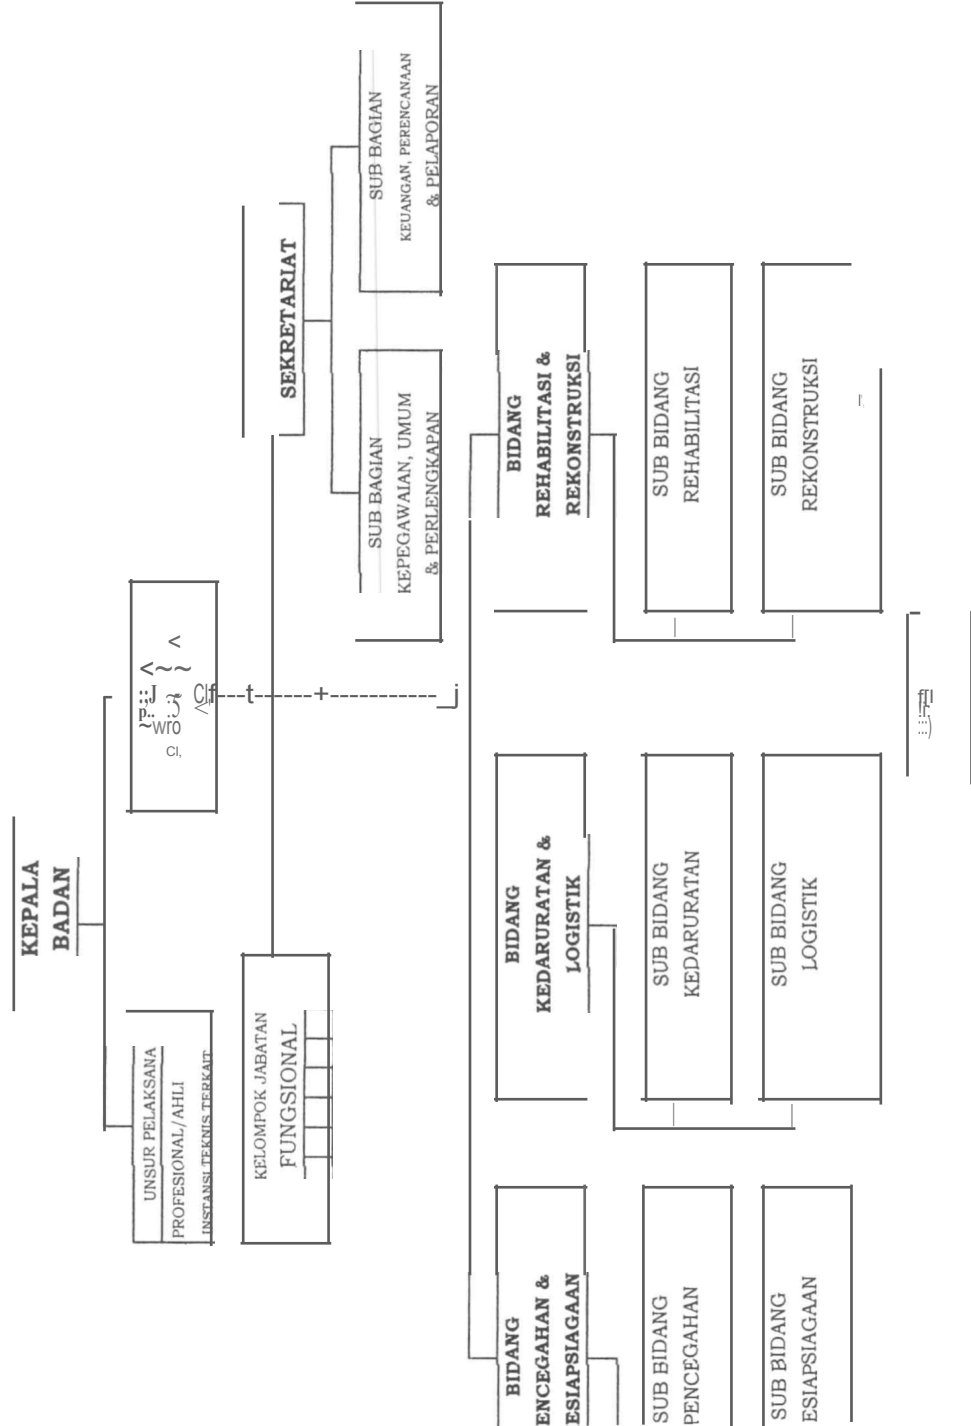 KEPALA
BADAN
UNSUR PELAKSANA
PROFESIONAL/AHLI
INSTANSI TEKNIS TERKAIT
KELOMPOK JABATAN
FUNGSIONAL
SEKRETARIAT
SUB BAGIAN
KEPEGAWAIAN, UMUM
& PERLENGKAPAN
SUB BAGIAN
KEUANGAN, PERENCANAAN
& PELAPORAN
BIDANG
ENCEGAHAN &
ESIAPSIAGAAN
SUB BIDANG
PENCEGAHAN
SUB BIDANG
ESIAPSIAGAAN
BIDANG
KEDARURATAN &
LOGISTIK
SUB BIDANG
KEDARURATAN
SUB BIDANG
LOGISTIK
BIDANG
REHABILITASI &
REKONSTRUKSI
SUB BIDANG
REHABILITASI
SUB BIDANG
REKONSTRUKSI